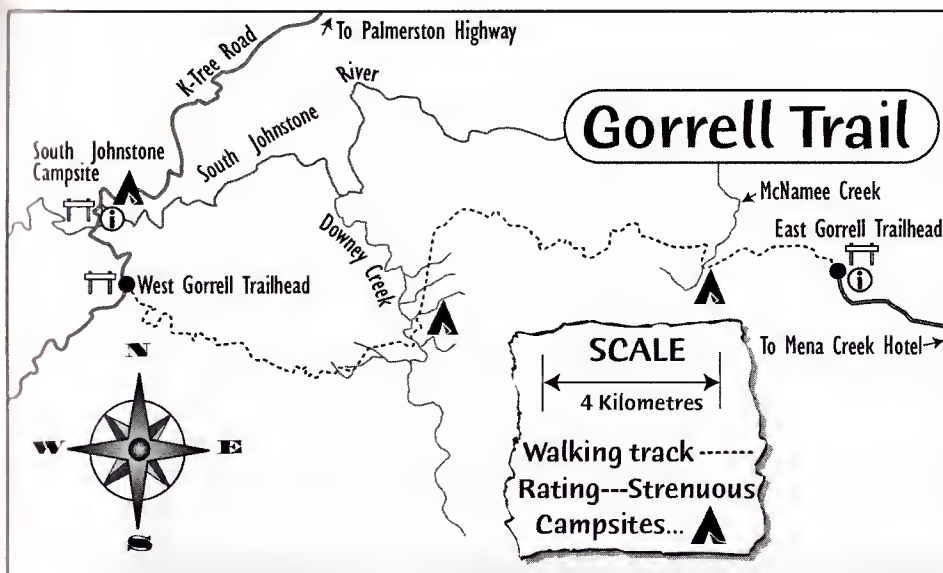 To Palmerston Highway
K-Tree Road
River
Gorrell Trail
South Johnstone
Campsite
South Johnstone
McNamee Creek
East Gorrell Trailhead
i
i
Downey Creek
West Gorrell Trailhead
To Mena Creek Hotel
N
W
E
S
SCALE
4 Kilometres
Walking track ------
Rating---Strenuous
Campsites...